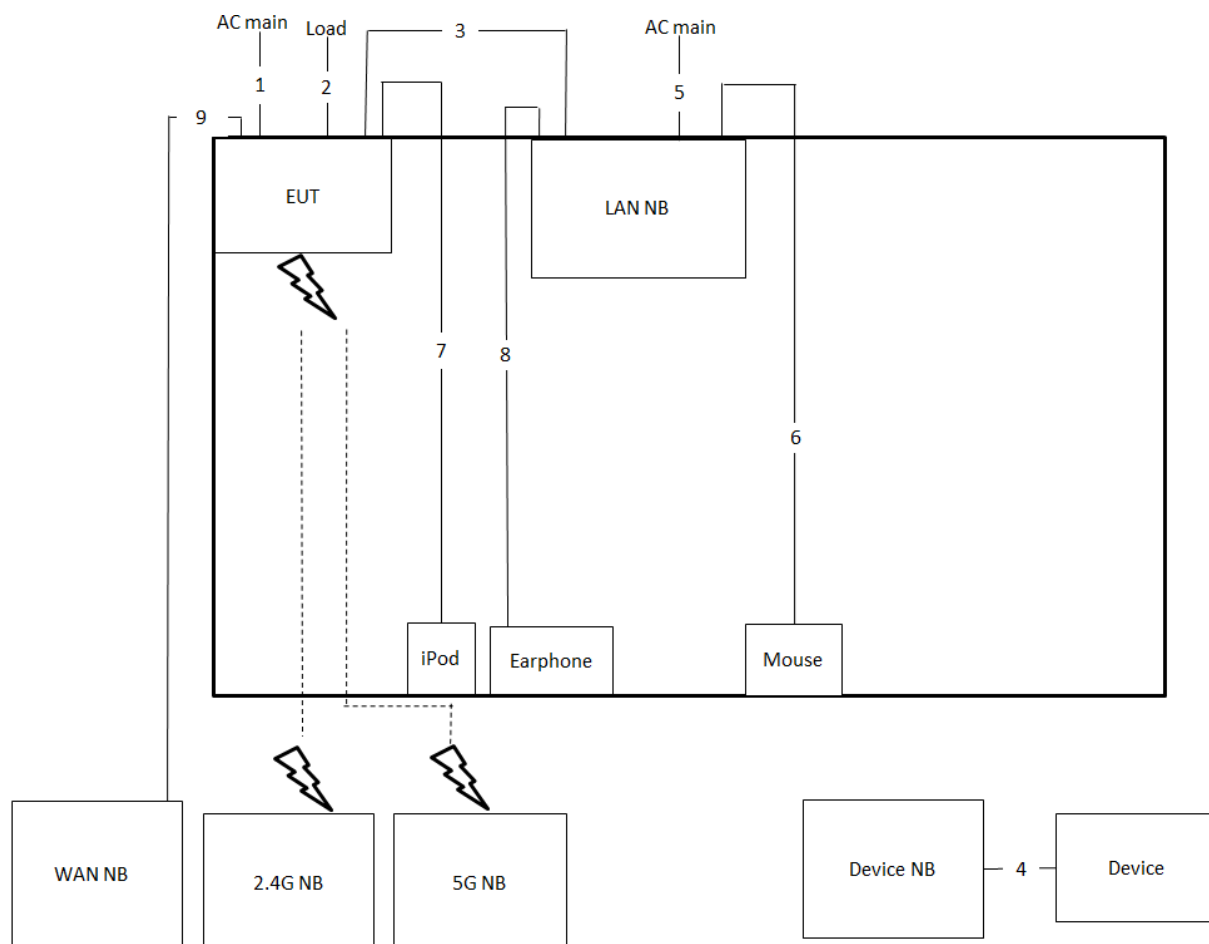 AC main
Load
3
AC main
1
2
5
9
EUT
LAN NB
7
8
6
iPod
Earphone
Mouse
WAN NB
2.4G NB
5G NB
Device NB
4
Device